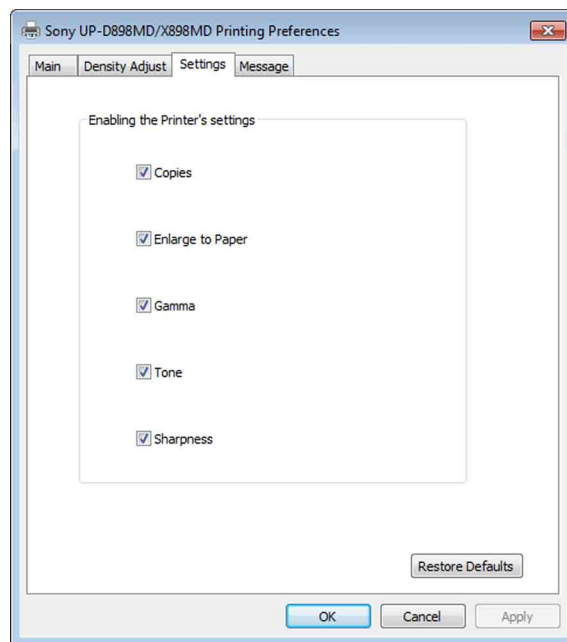 Sony UP-D898MD/X898MD Printing Preferences
Main Density Adjust Settings Message
Enabling the Printer's settings
Copies
Enlarge to Paper
Gamma
Tone
Sharpness
Restore Defaults
OK Cancel Apply